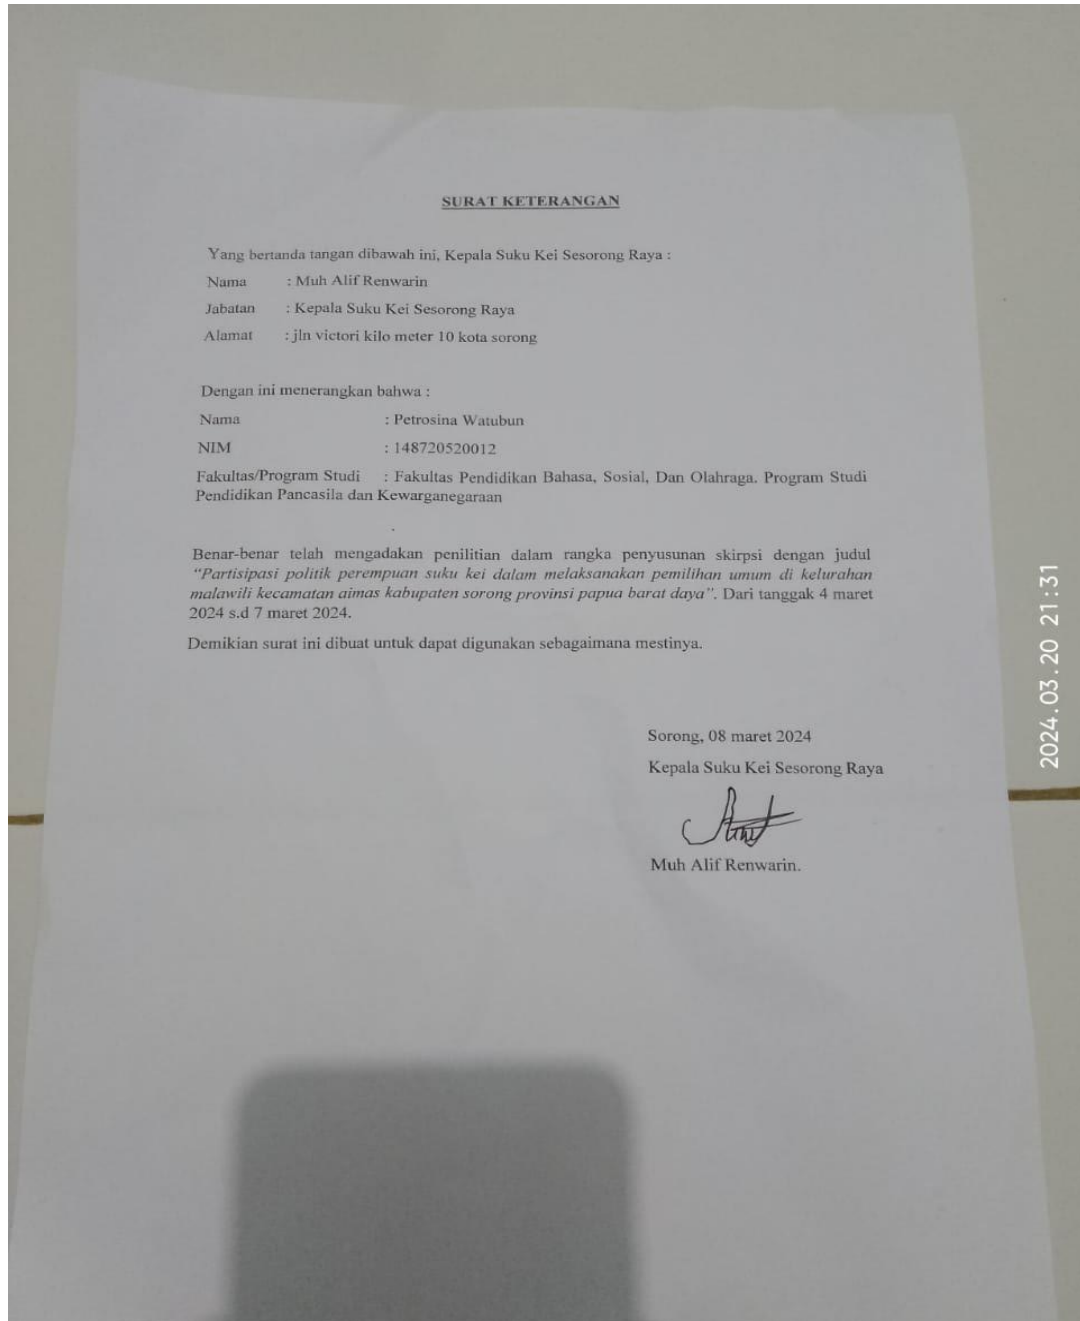 SURAT KETERANGAN
Yang bertanda tangan dibawah ini, Kepala Suku Kei Sesorong Raya :
Nama : Muh Alif Renwarin
Jabatan : Kepala Suku Kei Sesorong Raya
Alamat : jln victori kilo meter 10 kota sorong
Dengan ini menerangkan bahwa :
Nama : Petrosina Watubun
NIM : 148720520012
Fakultas/Program Studi : Fakultas Pendidikan Bahasa, Sosial, Dan Olahraga. Program Studi
Pendidikan Pancasila dan Kewarganegaraan
Benar-benar telah mengadakan penilitian dalam rangka penyusunan skirpsi dengan judul
“Partisipasi politik perempuan suku kei dalam melaksanakan pemilihan umum di kelurahan
malawili kecamatan aimas kabupaten sorong provinsi papua barat daya”. Dari tanggak 4 maret
2024 s.d 7 maret 2024.
Demikian surat ini dibuat untuk dapat digunakan sebagaimana mestinya.
Sorong, 08 maret 2024
Kepala Suku Kei Sesorong Raya
Muh Alif Renwarin.
2024.03.20 21:31